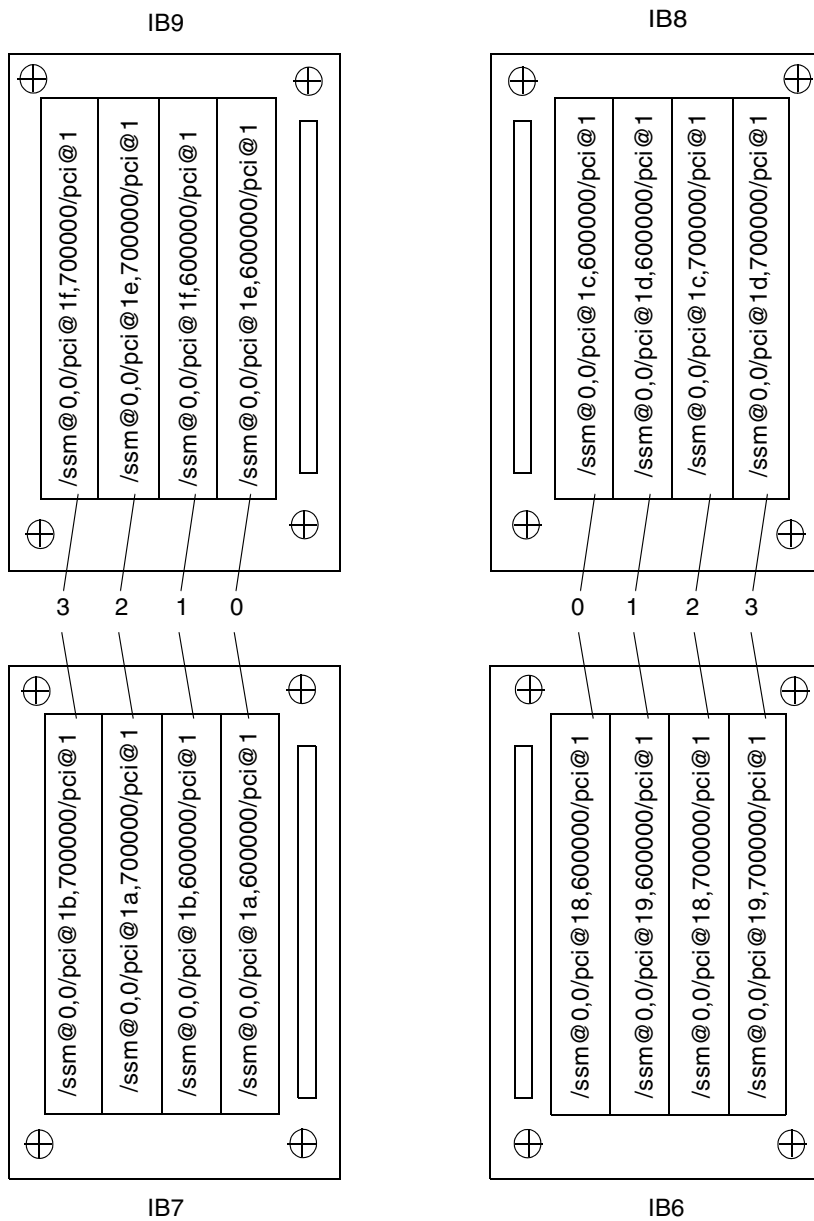 IB9
IB8
/ssm@0,0/pci@1f,700000/pci@1
/ssm@0,0/pci@1e,700000/pci@1
/ssm@0,0/pci@1f,600000/pci@1
/ssm@0,0/pci@1e,600000/pci@1
/ssm@0,0/pci@1c,600000/pci@1
/ssm@0,0/pci@1d,600000/pci@1
/ssm@0,0/pci@1c,700000/pci@1
/ssm@0,0/pci@1d,700000/pci@1
3 2 1 0
0 1 2 3
/ssm@0,0/pci@1b,700000/pci@1
/ssm@0,0/pci@1a,700000/pci@1
/ssm@0,0/pci@1b,600000/pci@1
/ssm@0,0/pci@1a,600000/pci@1
/ssm@0,0/pci@18,600000/pci@1
/ssm@0,0/pci@19,600000/pci@1
/ssm@0,0/pci@18,700000/pci@1
/ssm@0,0/pci@19,700000/pci@1
IB7
IB6